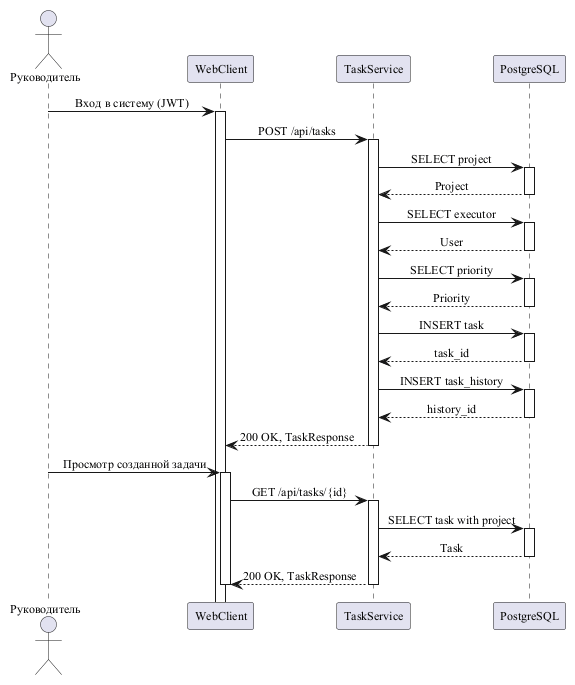 Руководитель
WebClient
TaskService
PostgreSQL
Вход в систему (JWT)
POST /api/tasks
SELECT project
Project
SELECT executor
User
SELECT priority
Priority
INSERT task
task_id
INSERT task_history
history_id
200 OK, TaskResponse
Просмотр созданной задачи
GET /api/tasks/{id}
SELECT task with project
Task
200 OK, TaskResponse
Руководитель
WebClient
TaskService
PostgreSQL